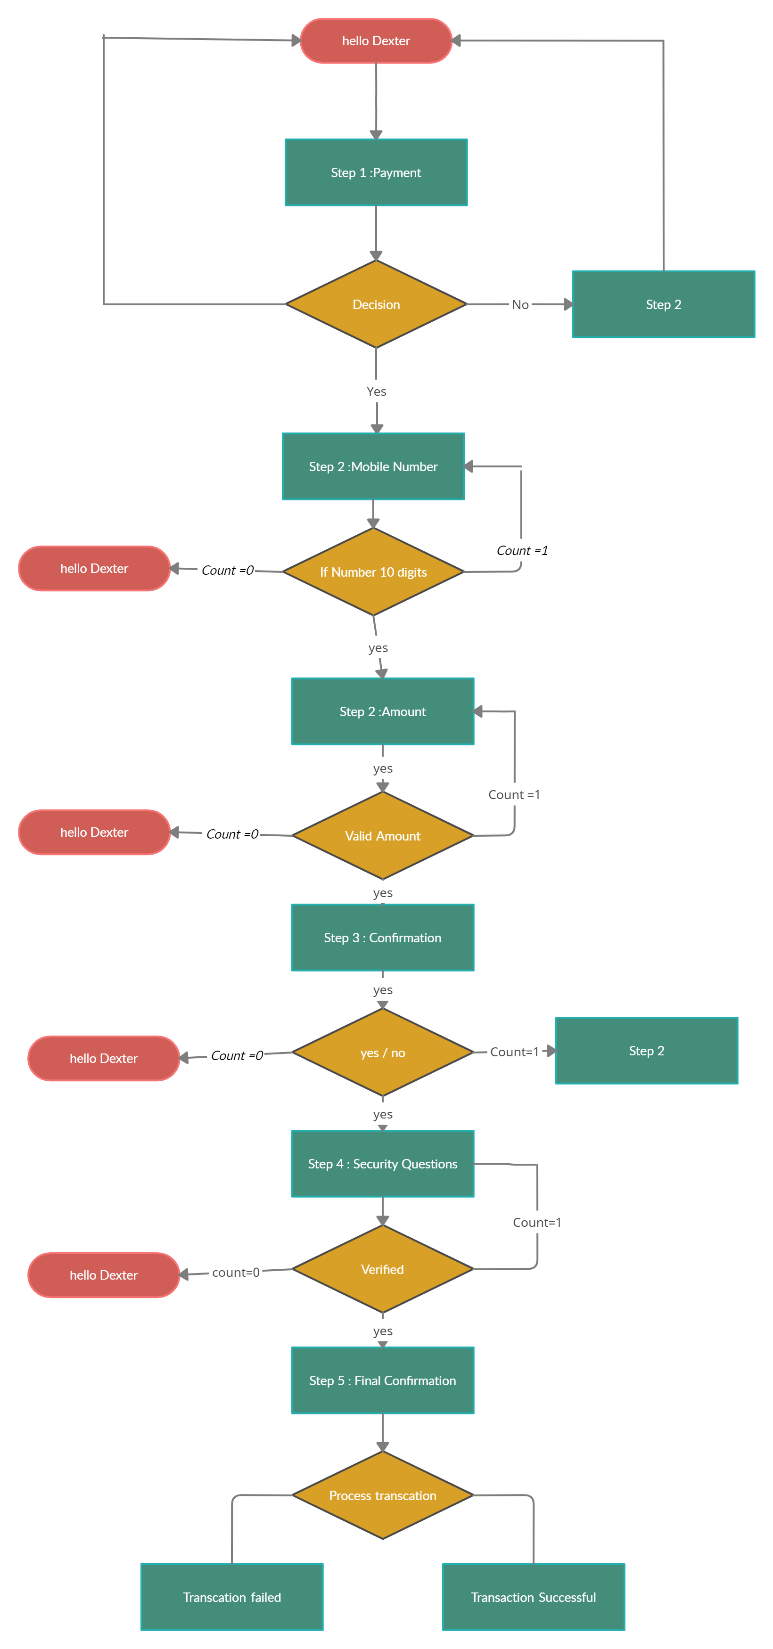 hello Dexter
Step 1 :Payment
Decision
No
Step 2
Yes
Step 2 :Mobile Number
Count =1
hello Dexter
Count =0
If Number 10 digits
yes
Step 2 :Amount
yes
Count =1
hello Dexter
Count =0
Valid Amount
yes
Step 3 : Confirmation
yes
hello Dexter
Count =0
yes / no
Count=1
Step 2
yes
Step 4 : Security Questions
Count=1
hello Dexter
count=0
Verified
yes
Step 5 : Final Confirmation
Process transcation
Transcation failed
Transaction Successful